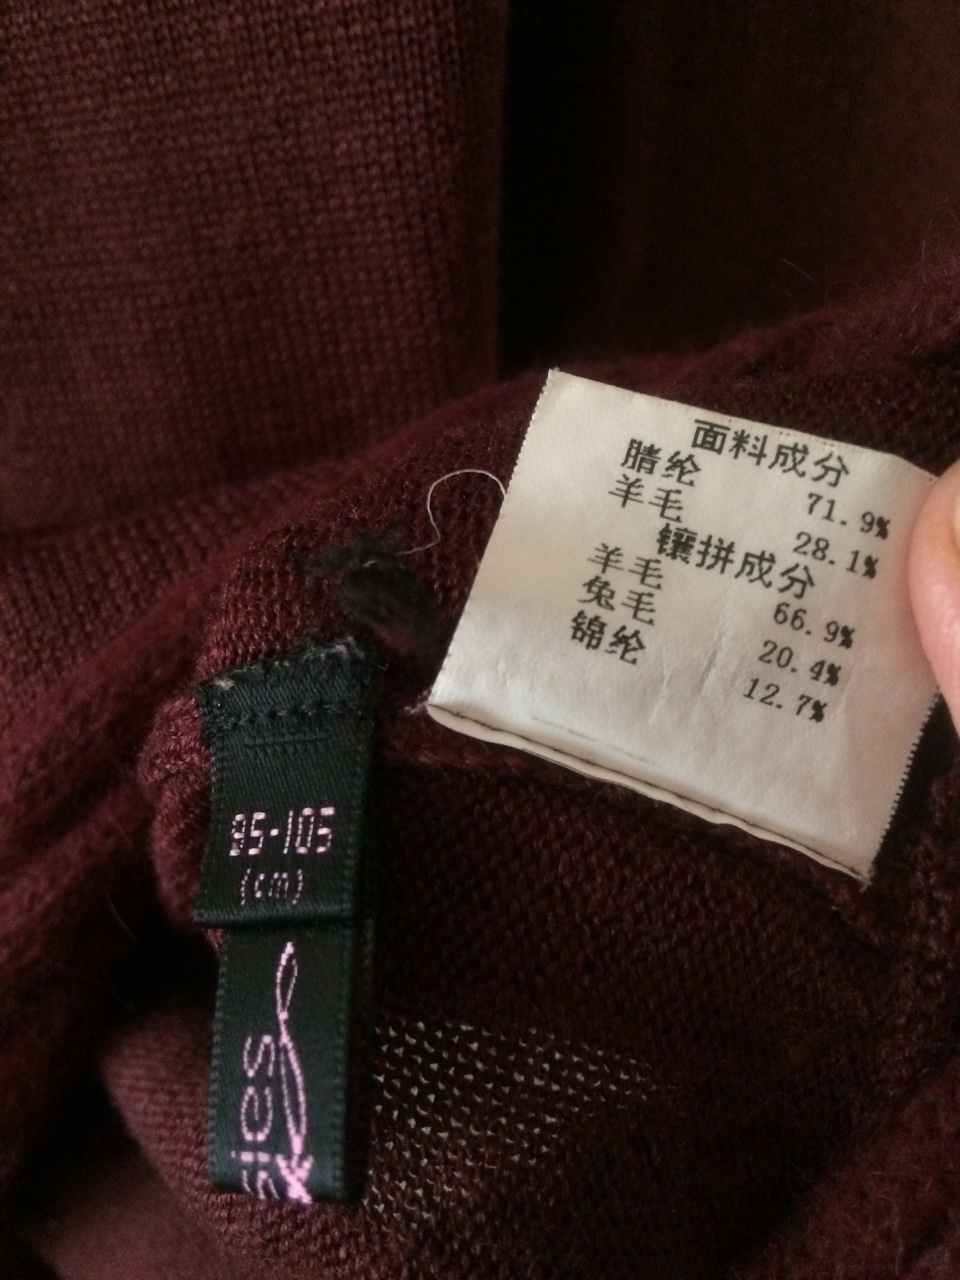 面料成分
腈纶 71.9%
羊毛 28.1%
镶拼成分
羊毛 66.9%
兔毛 20.4%
锦纶 12.7%
85-105
(cm)